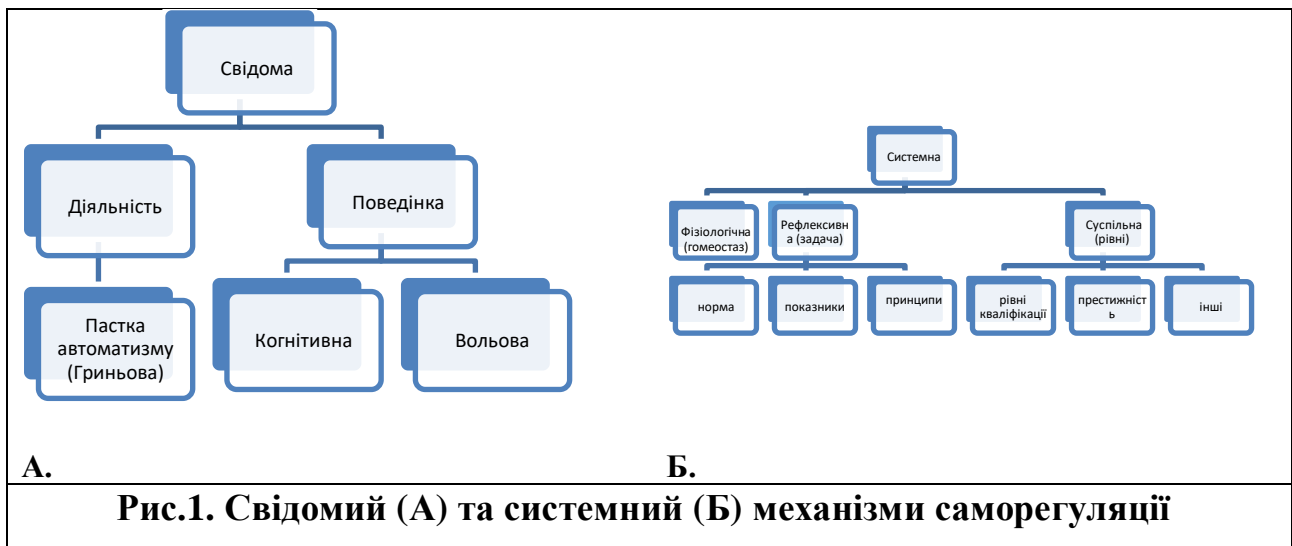 Свідома
Діяльність
Поведінка
Пастка
автоматизму
(Гриньова)
Когнітивна
Вольова
А.
Системна
Фізіологічна
(гомеостаз)
Рефлексивн
а (задача)
Суспільна
(рівні)
норма
показники
принципи
рівні
кваліфікації
престижніст
ь
інші
Б.
Рис.1. Свідомий (А) та системний (Б) механізми саморегуляції